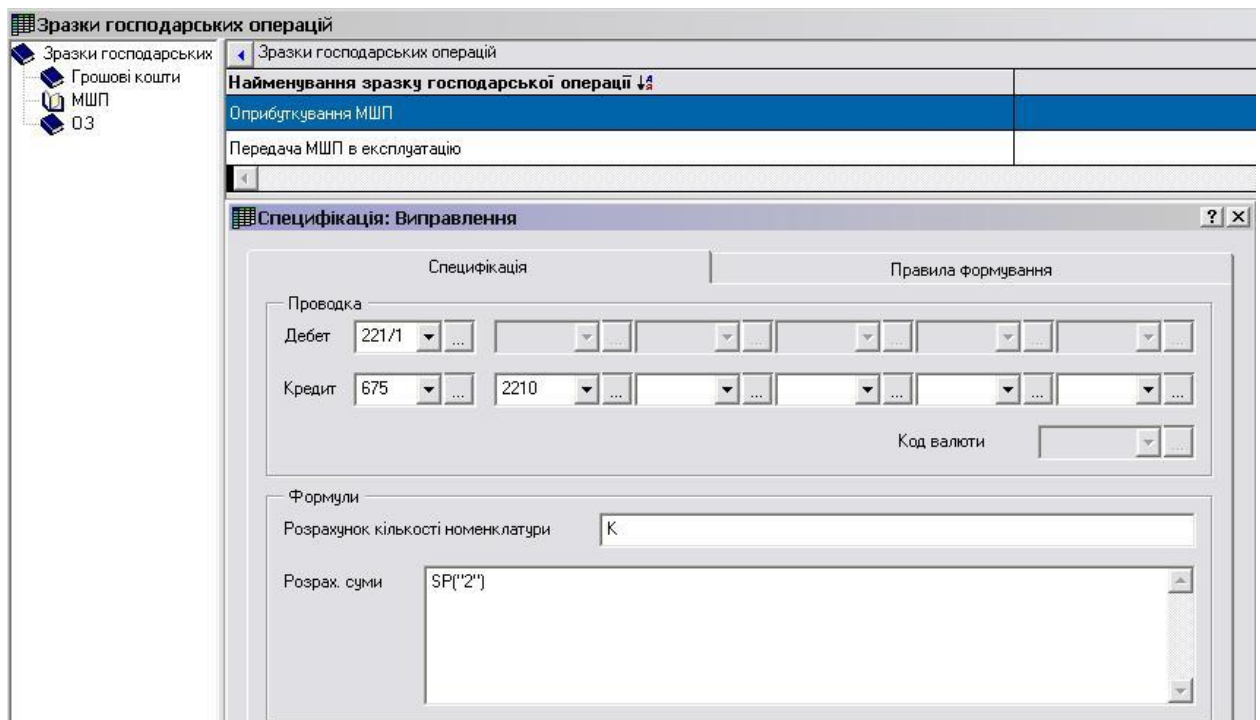 Зразки господарських операцій
Зразки господарських
Грошові кошти
МШП
ОЗ
Зразки господарських операцій
Найменування зразку господарської операції
Оприбуткування МШП
Передача МШП в експлуатацію
Специфікація: Виправлення
Специфікація Правила формування
Проводка
Дебет 221/1 ... ... ... ... ... ...
Кредит 675 ... 2210 ... ... ... ... ...
Код валюти ...
Формули
Розрахунок кількості номенклатури K
Розрах. суми SP("2")